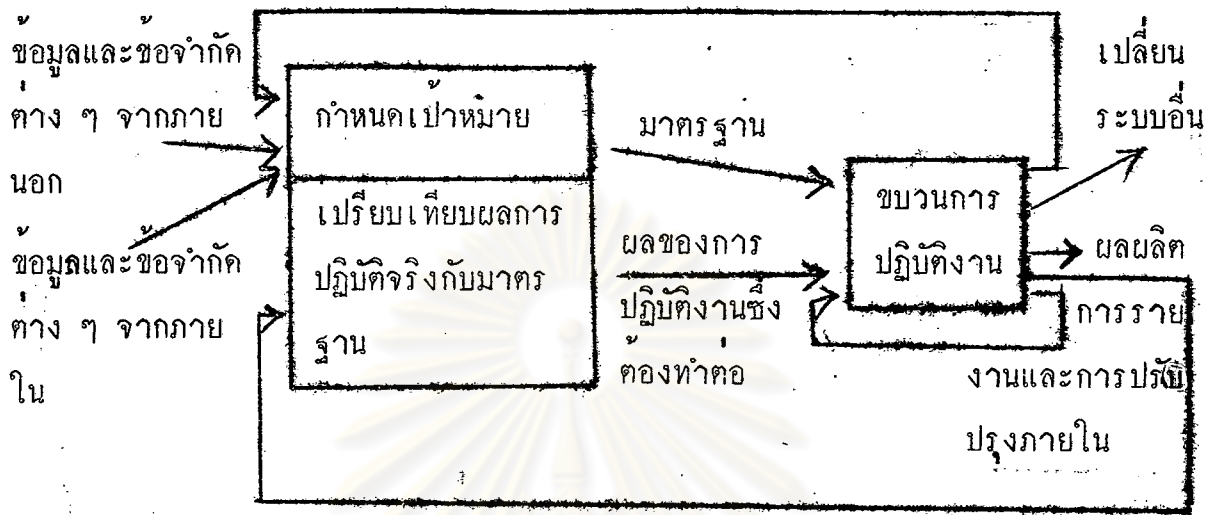 ข้อมูลและข้อจำกัด
ต่าง ๆ จากภาย
นอก
ข้อมูลและข้อจำกัด
ต่าง ๆ จากภาย
ใน
กำหนดเป้าหมาย
เปรียบเทียบผลการ
ปฏิบัติจริงกับมาตร
ฐาน
มาตรฐาน
ผลของการ
ปฏิบัติงานซึ่ง
ต้องทำต่อ
ขบวนการ
ปฏิบัติงาน
เปลี่ยน
ระบบอื่น
ผลผลิต
การราย
งานและการปรับ
ปรุงภายใน